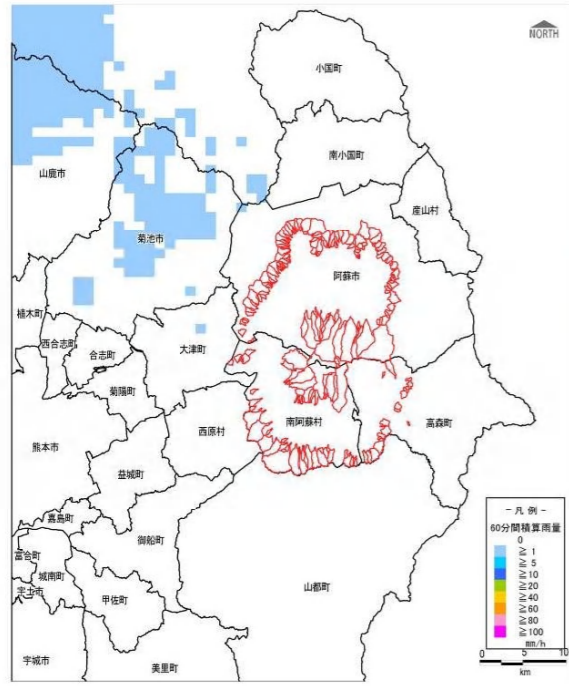 NORTH
小国町
南小国町
山鹿市
産山村
菊池市
阿蘇市
植木町
西合志町
合志町
大津町
菊陽町
熊本市
西原村
南阿蘇村
高森町
益城町
嘉島町
御船町
富合町
城南町
宇土市
甲佐町
山都町
宇城市
美里町
- 凡 例 -
60分間積算雨量
0
≧ 1
≧ 5
≧ 10
≧ 20
≧ 40
≧ 60
≧ 80
≧ 100
mm/h
0 5 10
km